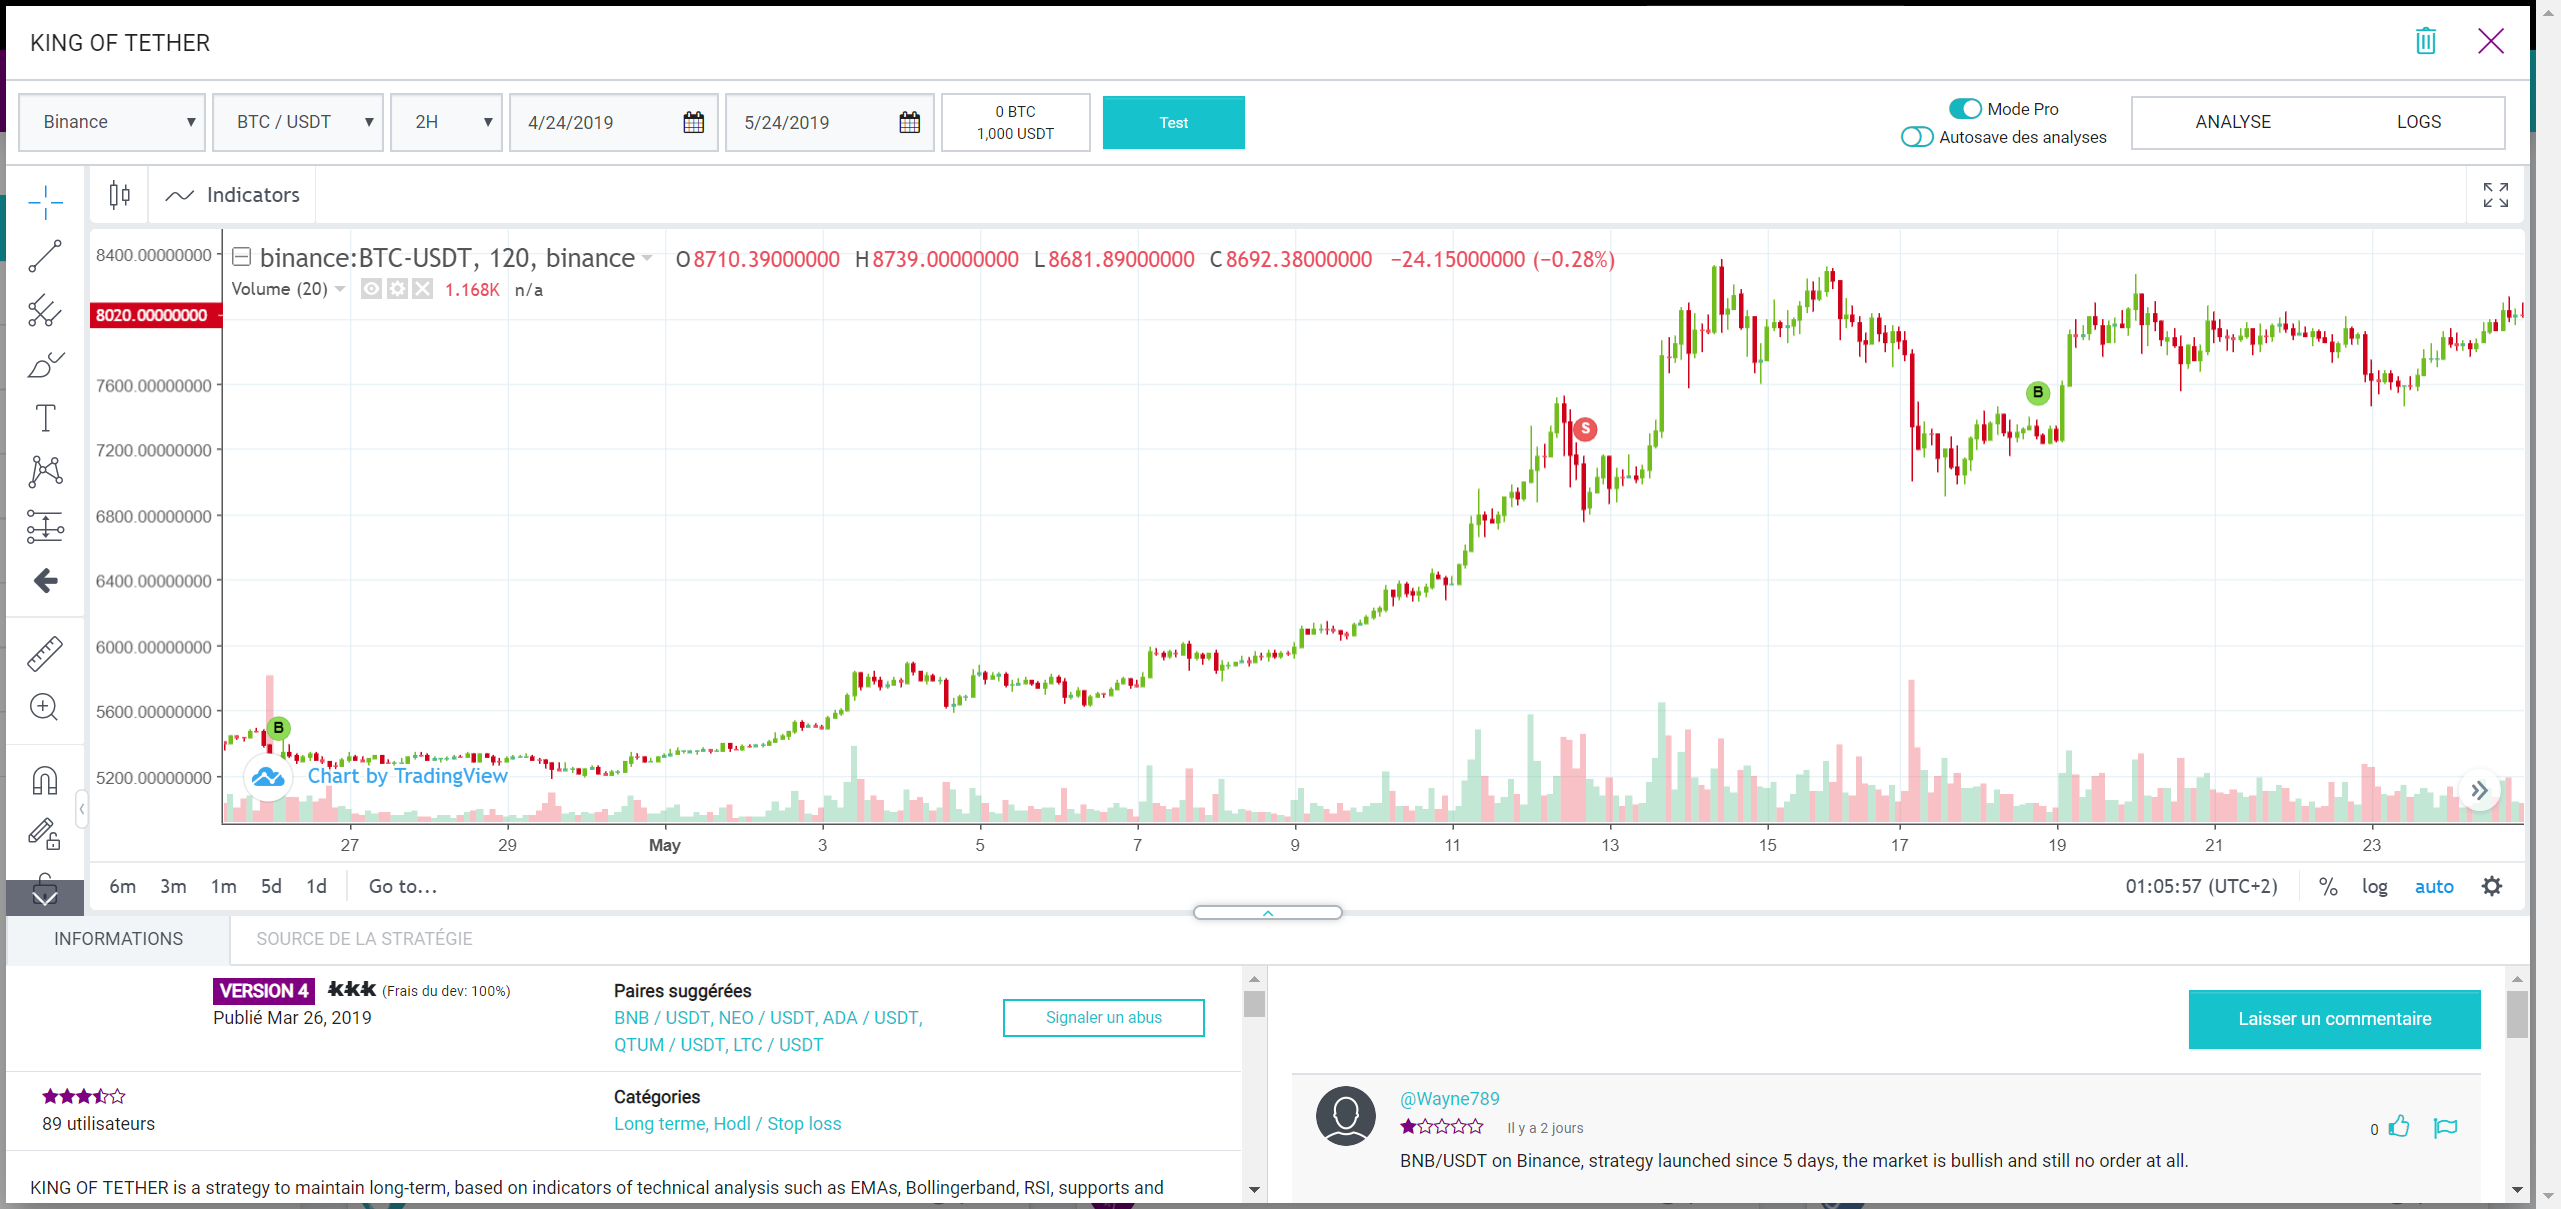 KING OF TETHER
Binance
BTC / USDT
2H
4/24/2019
5/24/2019
0 BTC
1,000 USDT
Test
Mode Pro
Autosave des analyses
ANALYSE
LOGS
Indicators
binance:BTC-USDT, 120, binance
O8710.39000000 H8739.00000000 L8681.89000000 C8692.38000000 −24.15000000 (−0.28%)
Volume (20)
1.168K n/a
8400.00000000
8020.00000000
7600.00000000
7200.00000000
6800.00000000
6400.00000000
6000.00000000
5600.00000000
5200.00000000
B
S
B
Chart by TradingView
27 29 May 3 5 7 9 11 13 15 17 19 21 23
6m 3m 1m 5d 1d Go to...
01:05:57 (UTC+2) % log auto
INFORMATIONS
SOURCE DE LA STRATÉGIE
VERSION 4
(Frais du dev: 100%)
Publié Mar 26, 2019
Paires suggérées
BNB / USDT, NEO / USDT, ADA / USDT,
QTUM / USDT, LTC / USDT
Signaler un abus
89 utilisateurs
Catégories
Long terme, Hodl / Stop loss
KING OF TETHER is a strategy to maintain long-term, based on indicators of technical analysis such as EMAs, Bollingerband, RSI, supports and
Laisser un commentaire
@Wayne789
Il y a 2 jours
0
BNB/USDT on Binance, strategy launched since 5 days, the market is bullish and still no order at all.